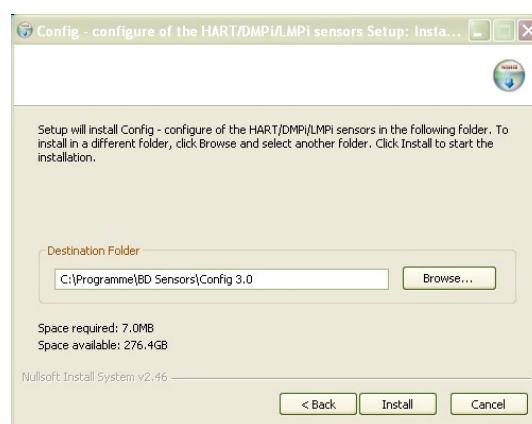 Config - configure of the HART/DMPi/LMPi sensors Setup: Insta...
Setup will install Config - configure of the HART/DMPi/LMPi sensors in the following folder. To
install in a different folder, click Browse and select another folder. Click Install to start the
installation.
Destination Folder
C:\Programme\BD Sensors\Config 3.0
Browse...
Space required: 7.0MB
Space available: 276.4GB
Nullsoft Install System v2.46
< Back
Install
Cancel